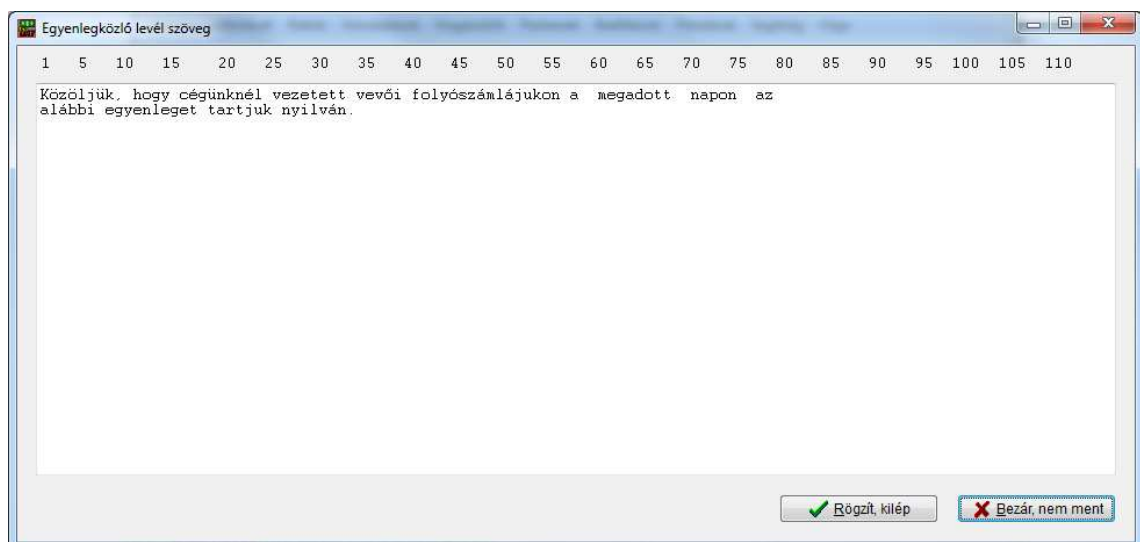 Egyenlegközlő levél szöveg
1 5 10 15 20 25 30 35 40 45 50 55 60 65 70 75 80 85 90 95 100 105 110
Közöljük, hogy cégünknél vezetett vevői folyószámlájukon a  megadott  napon  az
alábbi egyenleget tartjuk nyilván.
Rögzít, kilép
Bezár, nem ment